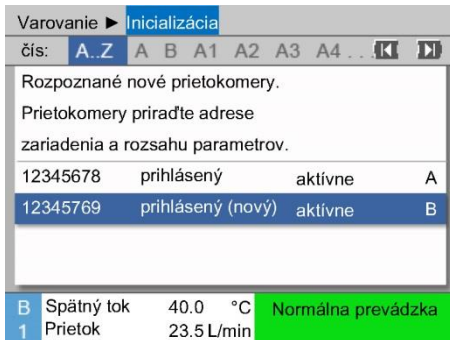 Varovanie ► Inicializácia
čís: A..Z A B A1 A2 A3 A4 . . .
Rozpoznané nové prietokomery.
Prietokomery priraďte adrese
zariadenia a rozsahu parametrov.
12345678 prihlásený aktívne A
12345769 prihlásený (nový) aktívne B
B Spätný tok 40.0 °C Normálna prevádzka
1 Prietok 23.5 L/min